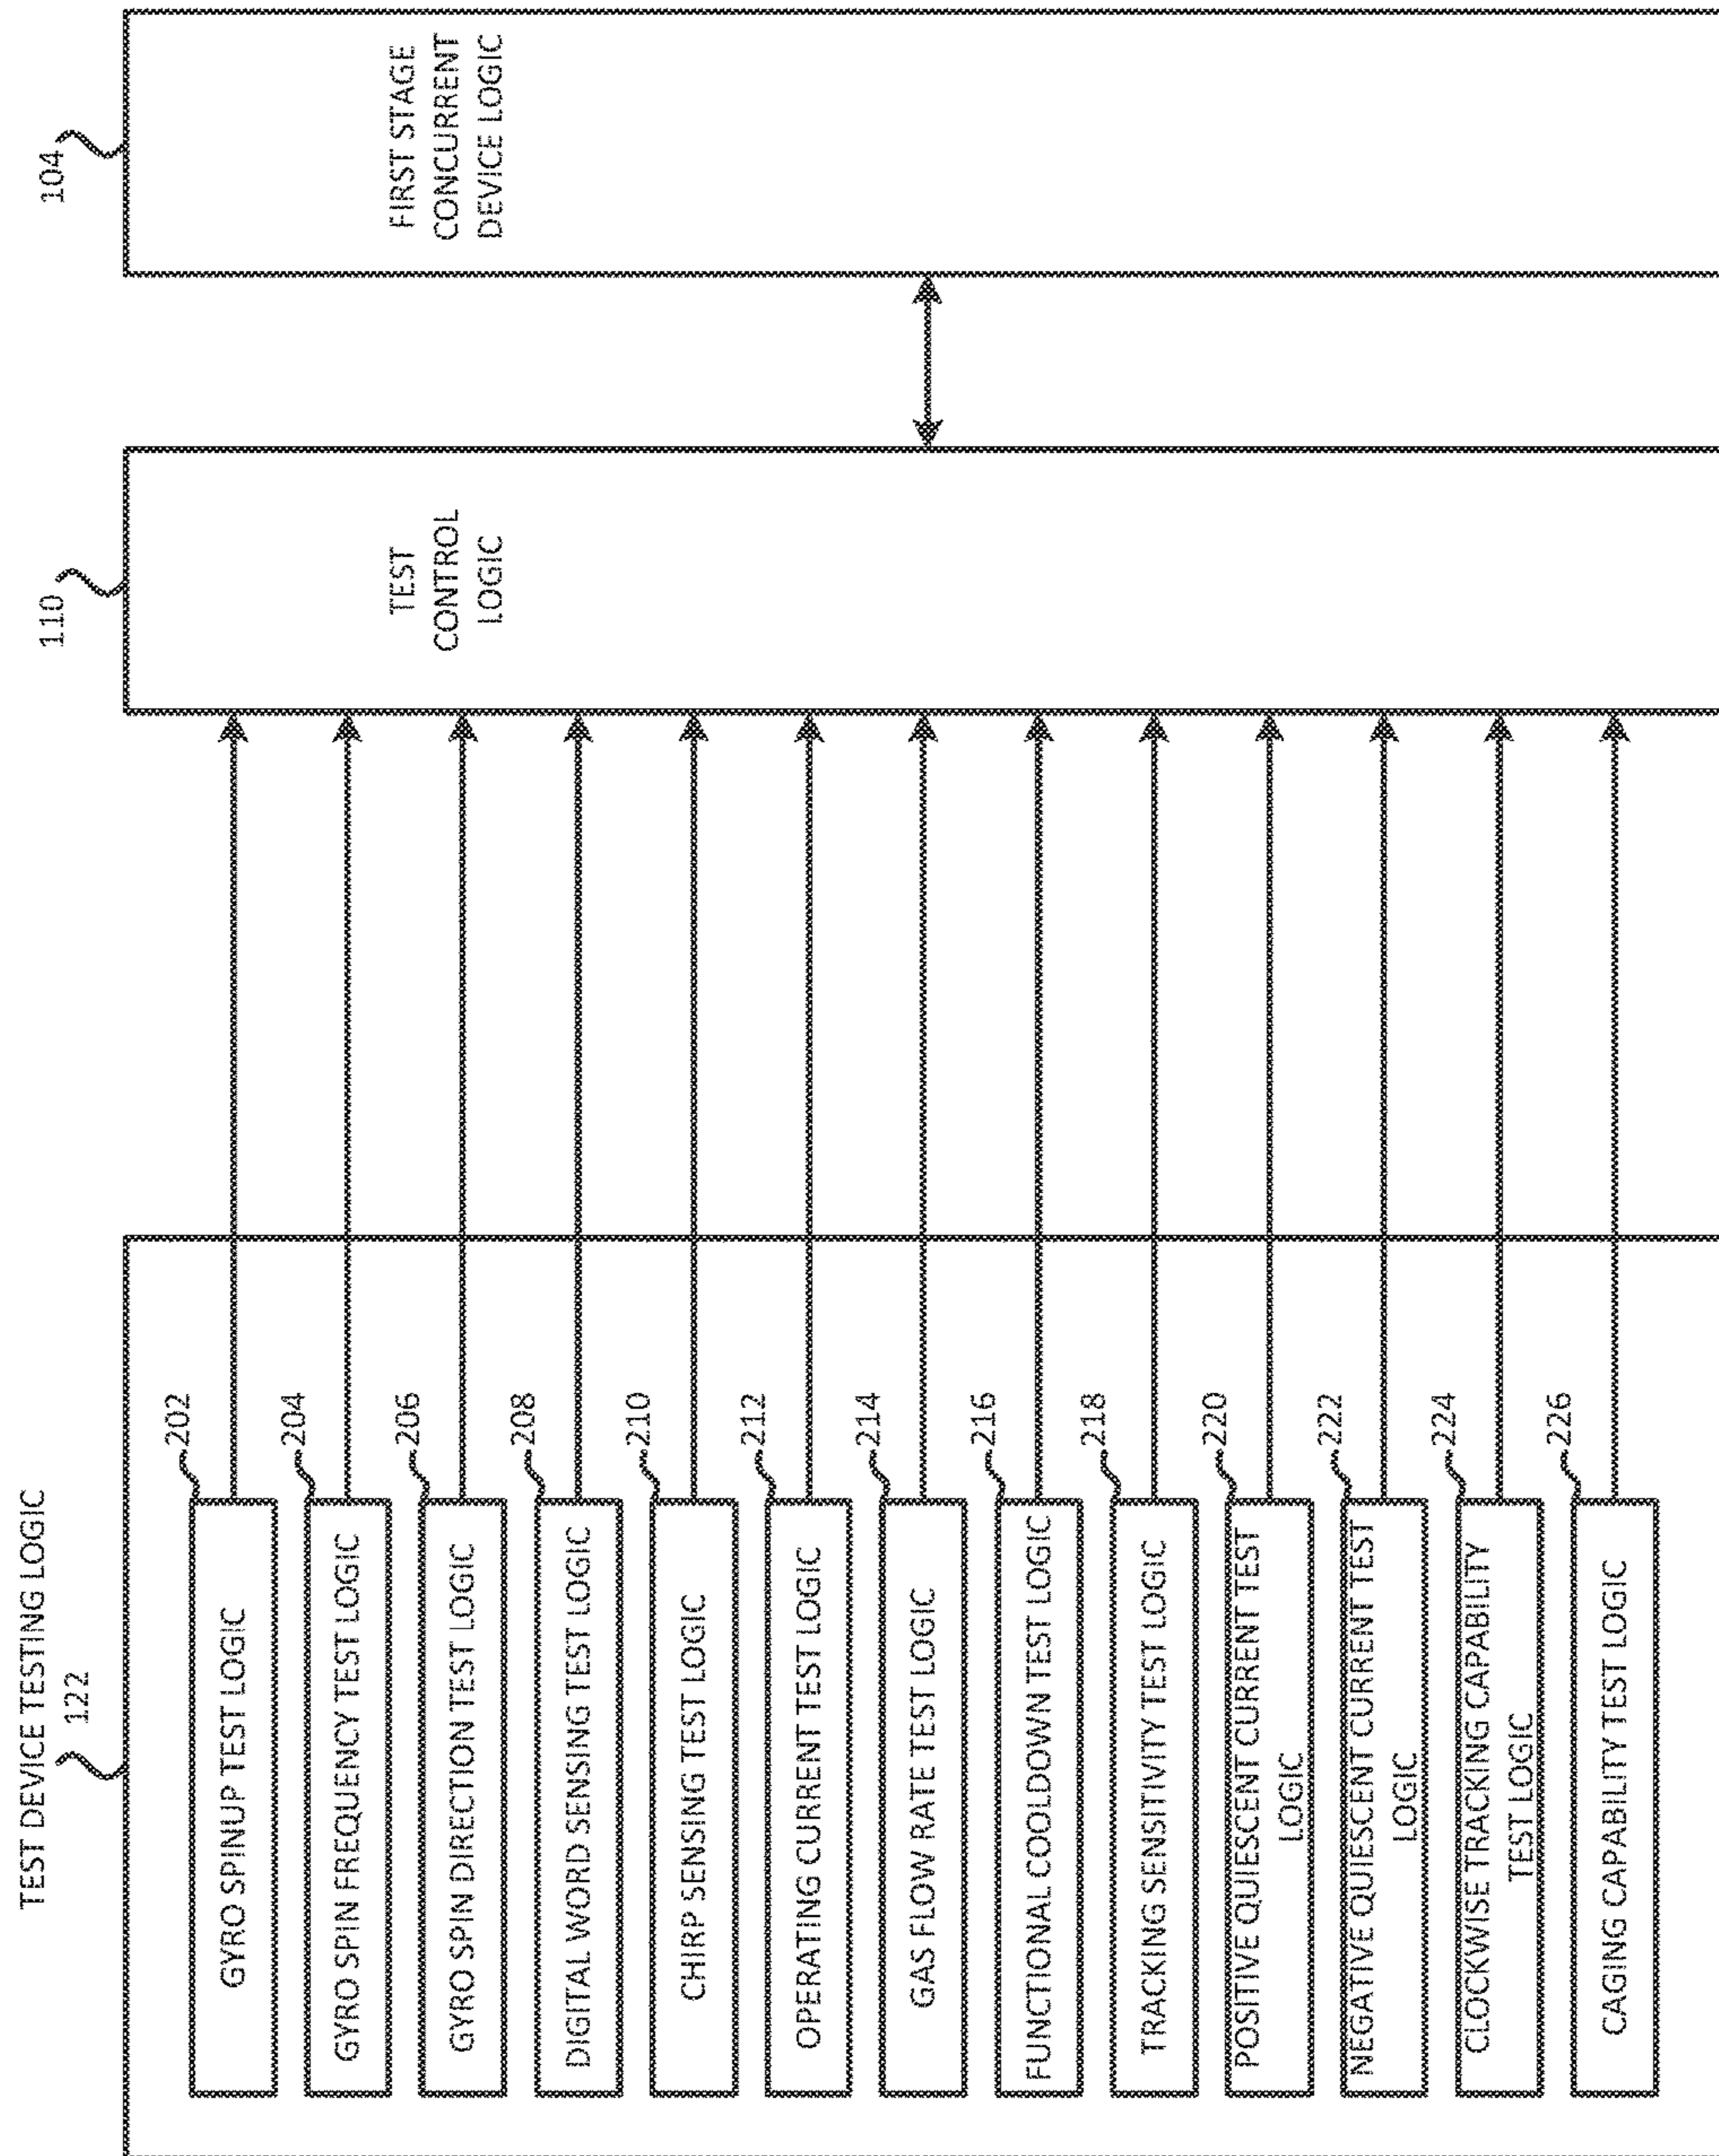 TEST DEVICE TESTING LOGIC
122
110
104
GYRO SPINUP TEST LOGIC
202
GYRO SPIN FREQUENCY TEST LOGIC
204
GYRO SPIN DIRECTION TEST LOGIC
206
DIGITAL WORD SENSING TEST LOGIC
208
CHIRP SENSING TEST LOGIC
210
OPERATING CURRENT TEST LOGIC
212
GAS FLOW RATE TEST LOGIC
214
FUNCTIONAL COOLDOWN TEST LOGIC
216
TRACKING SENSITIVITY TEST LOGIC
218
POSITIVE QUIESCENT CURRENT TEST
LOGIC
220
NEGATIVE QUIESCENT CURRENT TEST
LOGIC
222
CLOCKWISE TRACKING CAPABILITY
TEST LOGIC
224
CAGING CAPABILITY TEST LOGIC
226
TEST
CONTROL
LOGIC
FIRST STAGE
CONCURRENT
DEVICE LOGIC